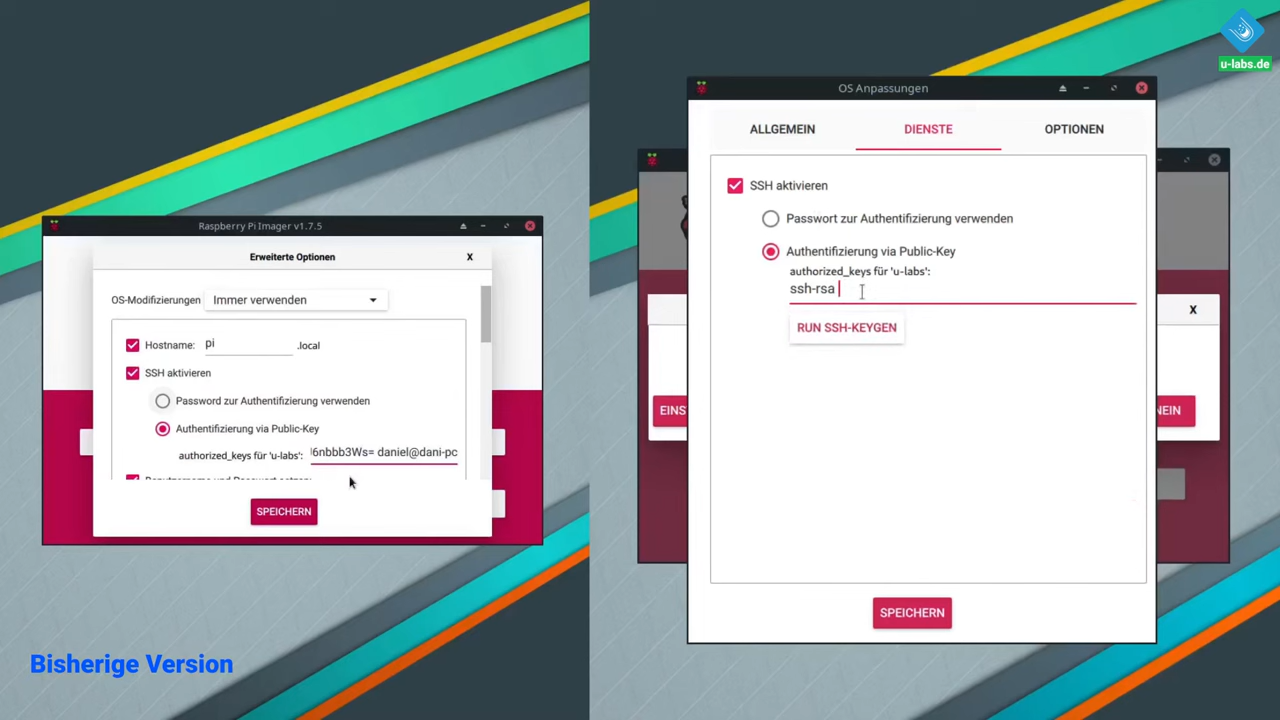 Raspberry Pi Imager v1.7.5
Erweiterte Optionen
X
OS-Modifizierungen Immer verwenden
Hostname: pi .local
SSH aktivieren
Password zur Authentifizierung verwenden
Authentifizierung via Public-Key
authorized_keys für 'u-labs': !6nbbb3Ws= daniel@dani-pc
SPEICHERN
Bisherige Version
u-labs.de
OS Anpassungen
ALLGEMEIN DIENSTE OPTIONEN
SSH aktivieren
Passwort zur Authentifizierung verwenden
Authentifizierung via Public-Key
authorized_keys für 'u-labs':
ssh-rsa
RUN SSH-KEYGEN
X
SPEICHERN